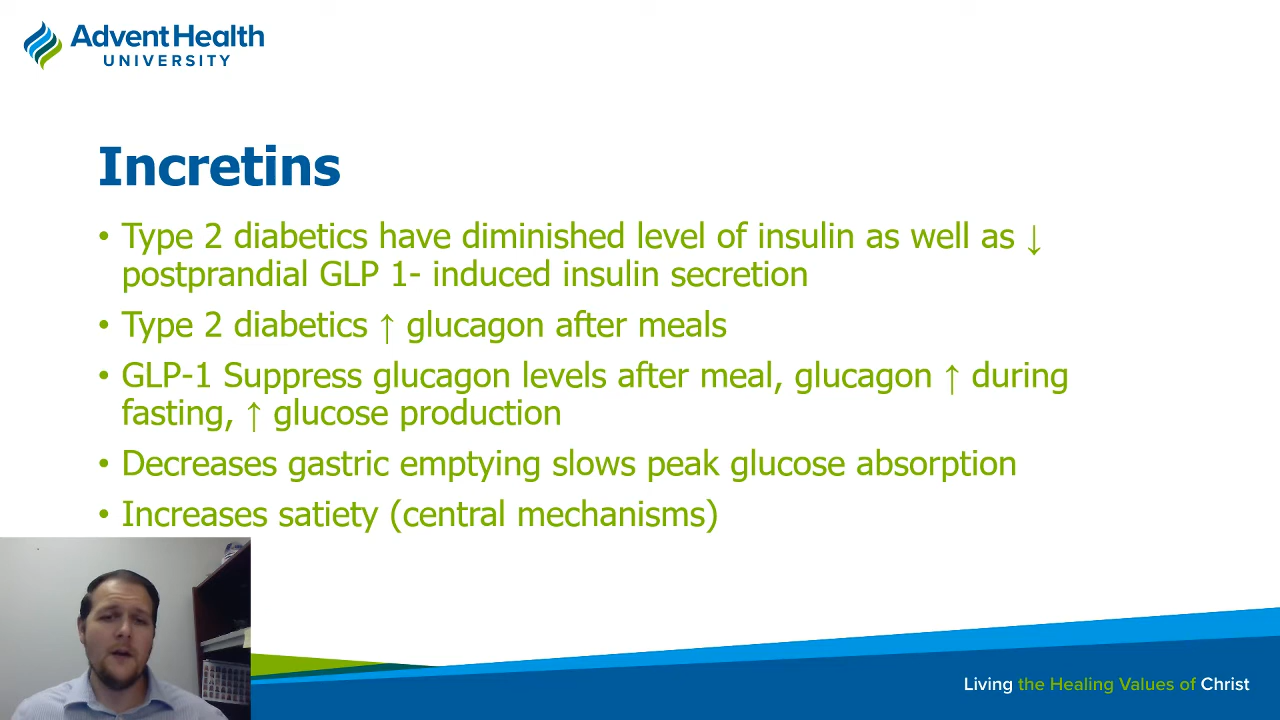 AdventHealth
UNIVERSITY
Incretins
• Type 2 diabetics have diminished level of insulin as well as ↓
postprandial GLP 1- induced insulin secretion
• Type 2 diabetics ↑ glucagon after meals
• GLP-1 Suppress glucagon levels after meal, glucagon ↑ during
fasting, ↑ glucose production
• Decreases gastric emptying slows peak glucose absorption
• Increases satiety (central mechanisms)
Living the Healing Values of Christ